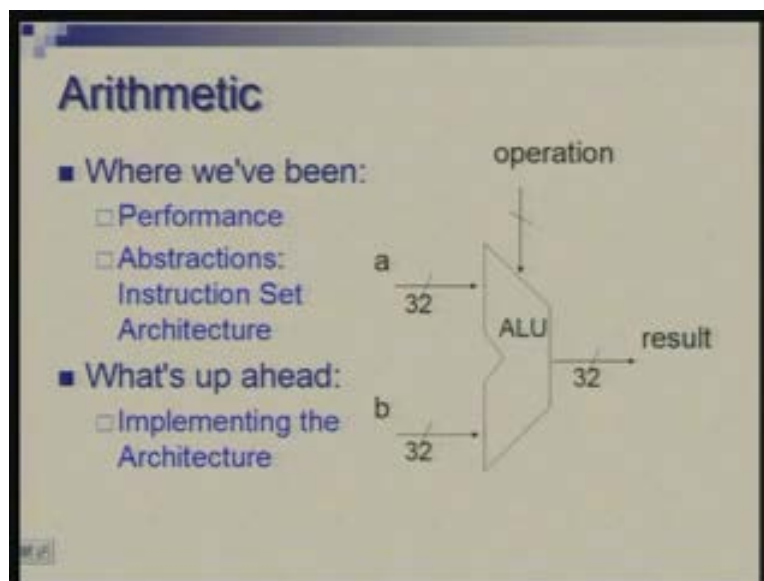 Arithmetic
Where we've been:
Performance
Abstractions:
Instruction Set
Architecture
What's up ahead:
Implementing the
Architecture
operation
a
32
ALU
result
32
b
32